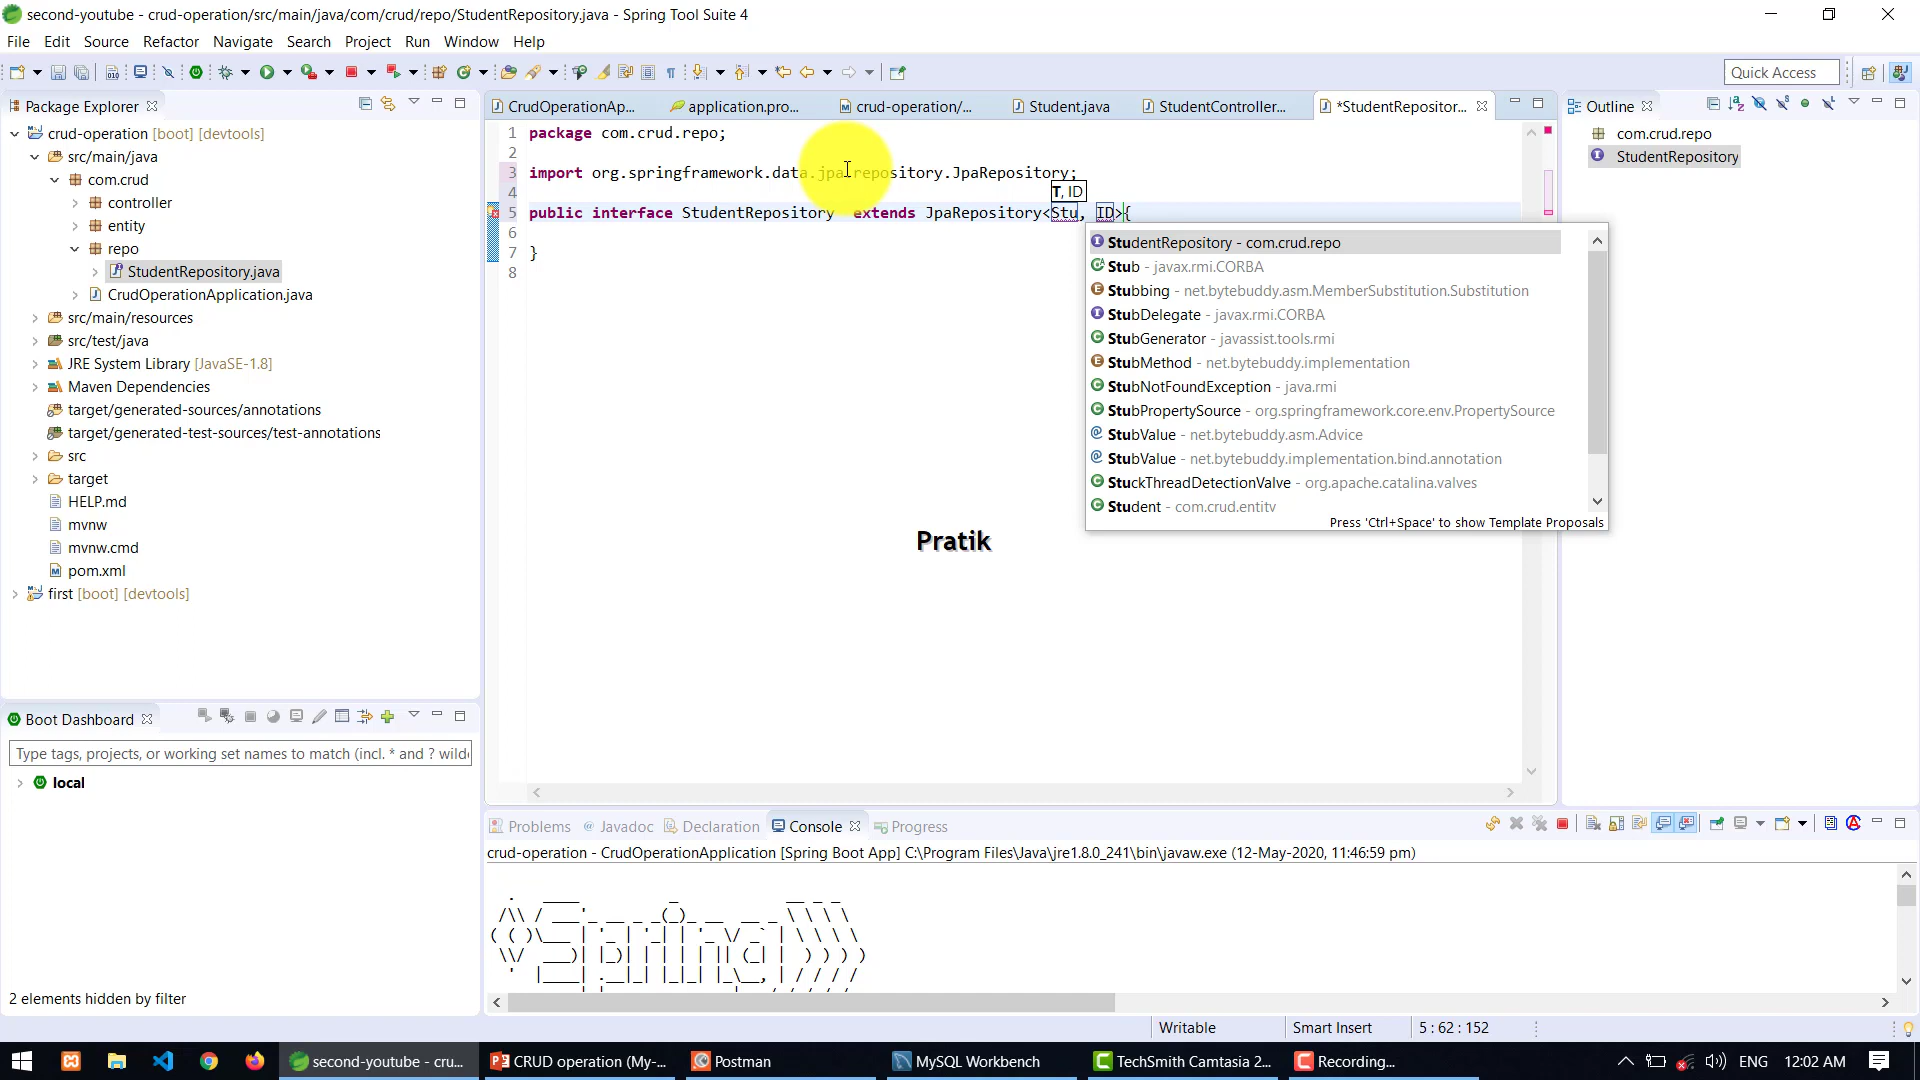 second-youtube - crud-operation/src/main/java/com/crud/repo/StudentRepository.java - Spring Tool Suite 4
File Edit Source Refactor Navigate Search Project Run Window Help
Quick Access
Package Explorer
crud-operation [boot] [devtools]
src/main/java
com.crud
controller
entity
repo
StudentRepository.java
CrudOperationApplication.java
src/main/resources
src/test/java
JRE System Library [JavaSE-1.8]
Maven Dependencies
target/generated-sources/annotations
target/generated-test-sources/test-annotations
src
target
HELP.md
mvnw
mvnw.cmd
pom.xml
first [boot] [devtools]
Boot Dashboard
Type tags, projects, or working set names to match (incl. * and ? wild
local
2 elements hidden by filter
CrudOperationAp... application.pro... crud-operation/... Student.java StudentController... *StudentRepositor...
1 package com.crud.repo;
2
3 import org.springframework.data.jpa.repository.JpaRepository;
4
T, ID
5 public interface StudentRepository extends JpaRepository<Stu, ID>{
6
7 }
8
StudentRepository - com.crud.repo
Stub - javax.rmi.CORBA
Stubbing - net.bytebuddy.asm.MemberSubstitution.Substitution
StubDelegate - javax.rmi.CORBA
StubGenerator - javassist.tools.rmi
StubMethod - net.bytebuddy.implementation
StubNotFoundException - java.rmi
StubPropertySource - org.springframework.core.env.PropertySource
StubValue - net.bytebuddy.asm.Advice
StubValue - net.bytebuddy.implementation.bind.annotation
StuckThreadDetectionValve - org.apache.catalina.valves
Student - com.crud.entity
Press 'Ctrl+Space' to show Template Proposals
Pratik
Outline
com.crud.repo
StudentRepository
Problems Javadoc Declaration Console Progress
crud-operation - CrudOperationApplication [Spring Boot App] C:\Program Files\Java\jre1.8.0_241\bin\javaw.exe (12-May-2020, 11:46:59 pm)
Spring
Writable Smart Insert 5 : 62 : 152
second-youtube - cru... CRUD operation (My-... Postman MySQL Workbench TechSmith Camtasia 2... Recording... ENG 12:02 AM